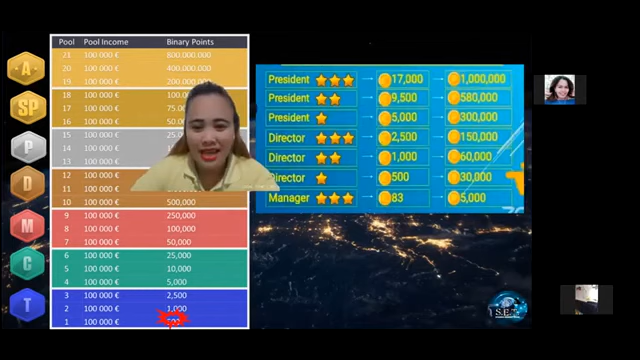 Pool Pool Income Binary Points
21 100 000 € 800.000.000
20 100 000 € 400.000.000
19 100 000 € 200.000.000
18 100 000 €
17 100 000 €
16 100 000 €
15 100 000 €
14 100 000 €
13 100 000 €
12 100 000 €
11 100 000 €
10 100 000 € 500,000
9 100 000 € 250,000
8 100 000 € 100,000
7 100 000 € 50,000
6 100 000 € 25,000
5 100 000 € 10,000
4 100 000 € 5,000
3 100 000 € 2,500
2 100 000 € 1,000
1 100 000 €
A
SP
P
D
M
T
President 17,000 1,000,000
President 9,500 580,000
President 5,000 300,000
Director 2,500 150,000
Director 1,000 60,000
Director 500 30,000
Manager 83 5,000